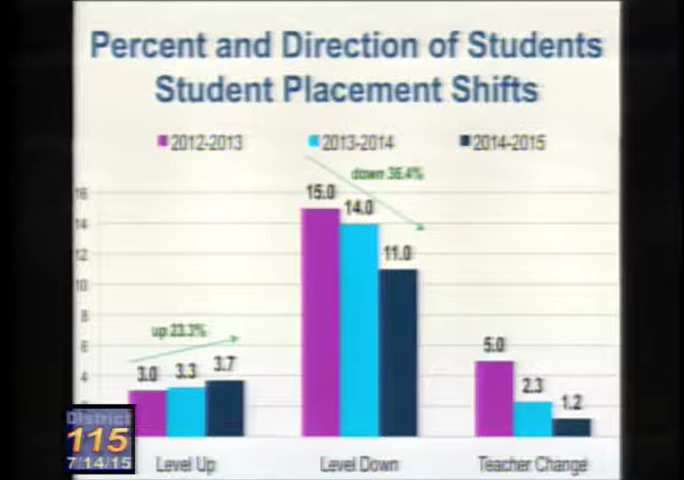 Percent and Direction of Students
Student Placement Shifts
2012-2013 2013-2014 2014-2015
down 36.4%
16
15.0
14.0
14
12
11.0
10
8
up 23.3%
6
5.0
3.0 3.3 3.7
4
2.3
1.2
District
115
7/14/15
Level Up Level Down Teacher Change